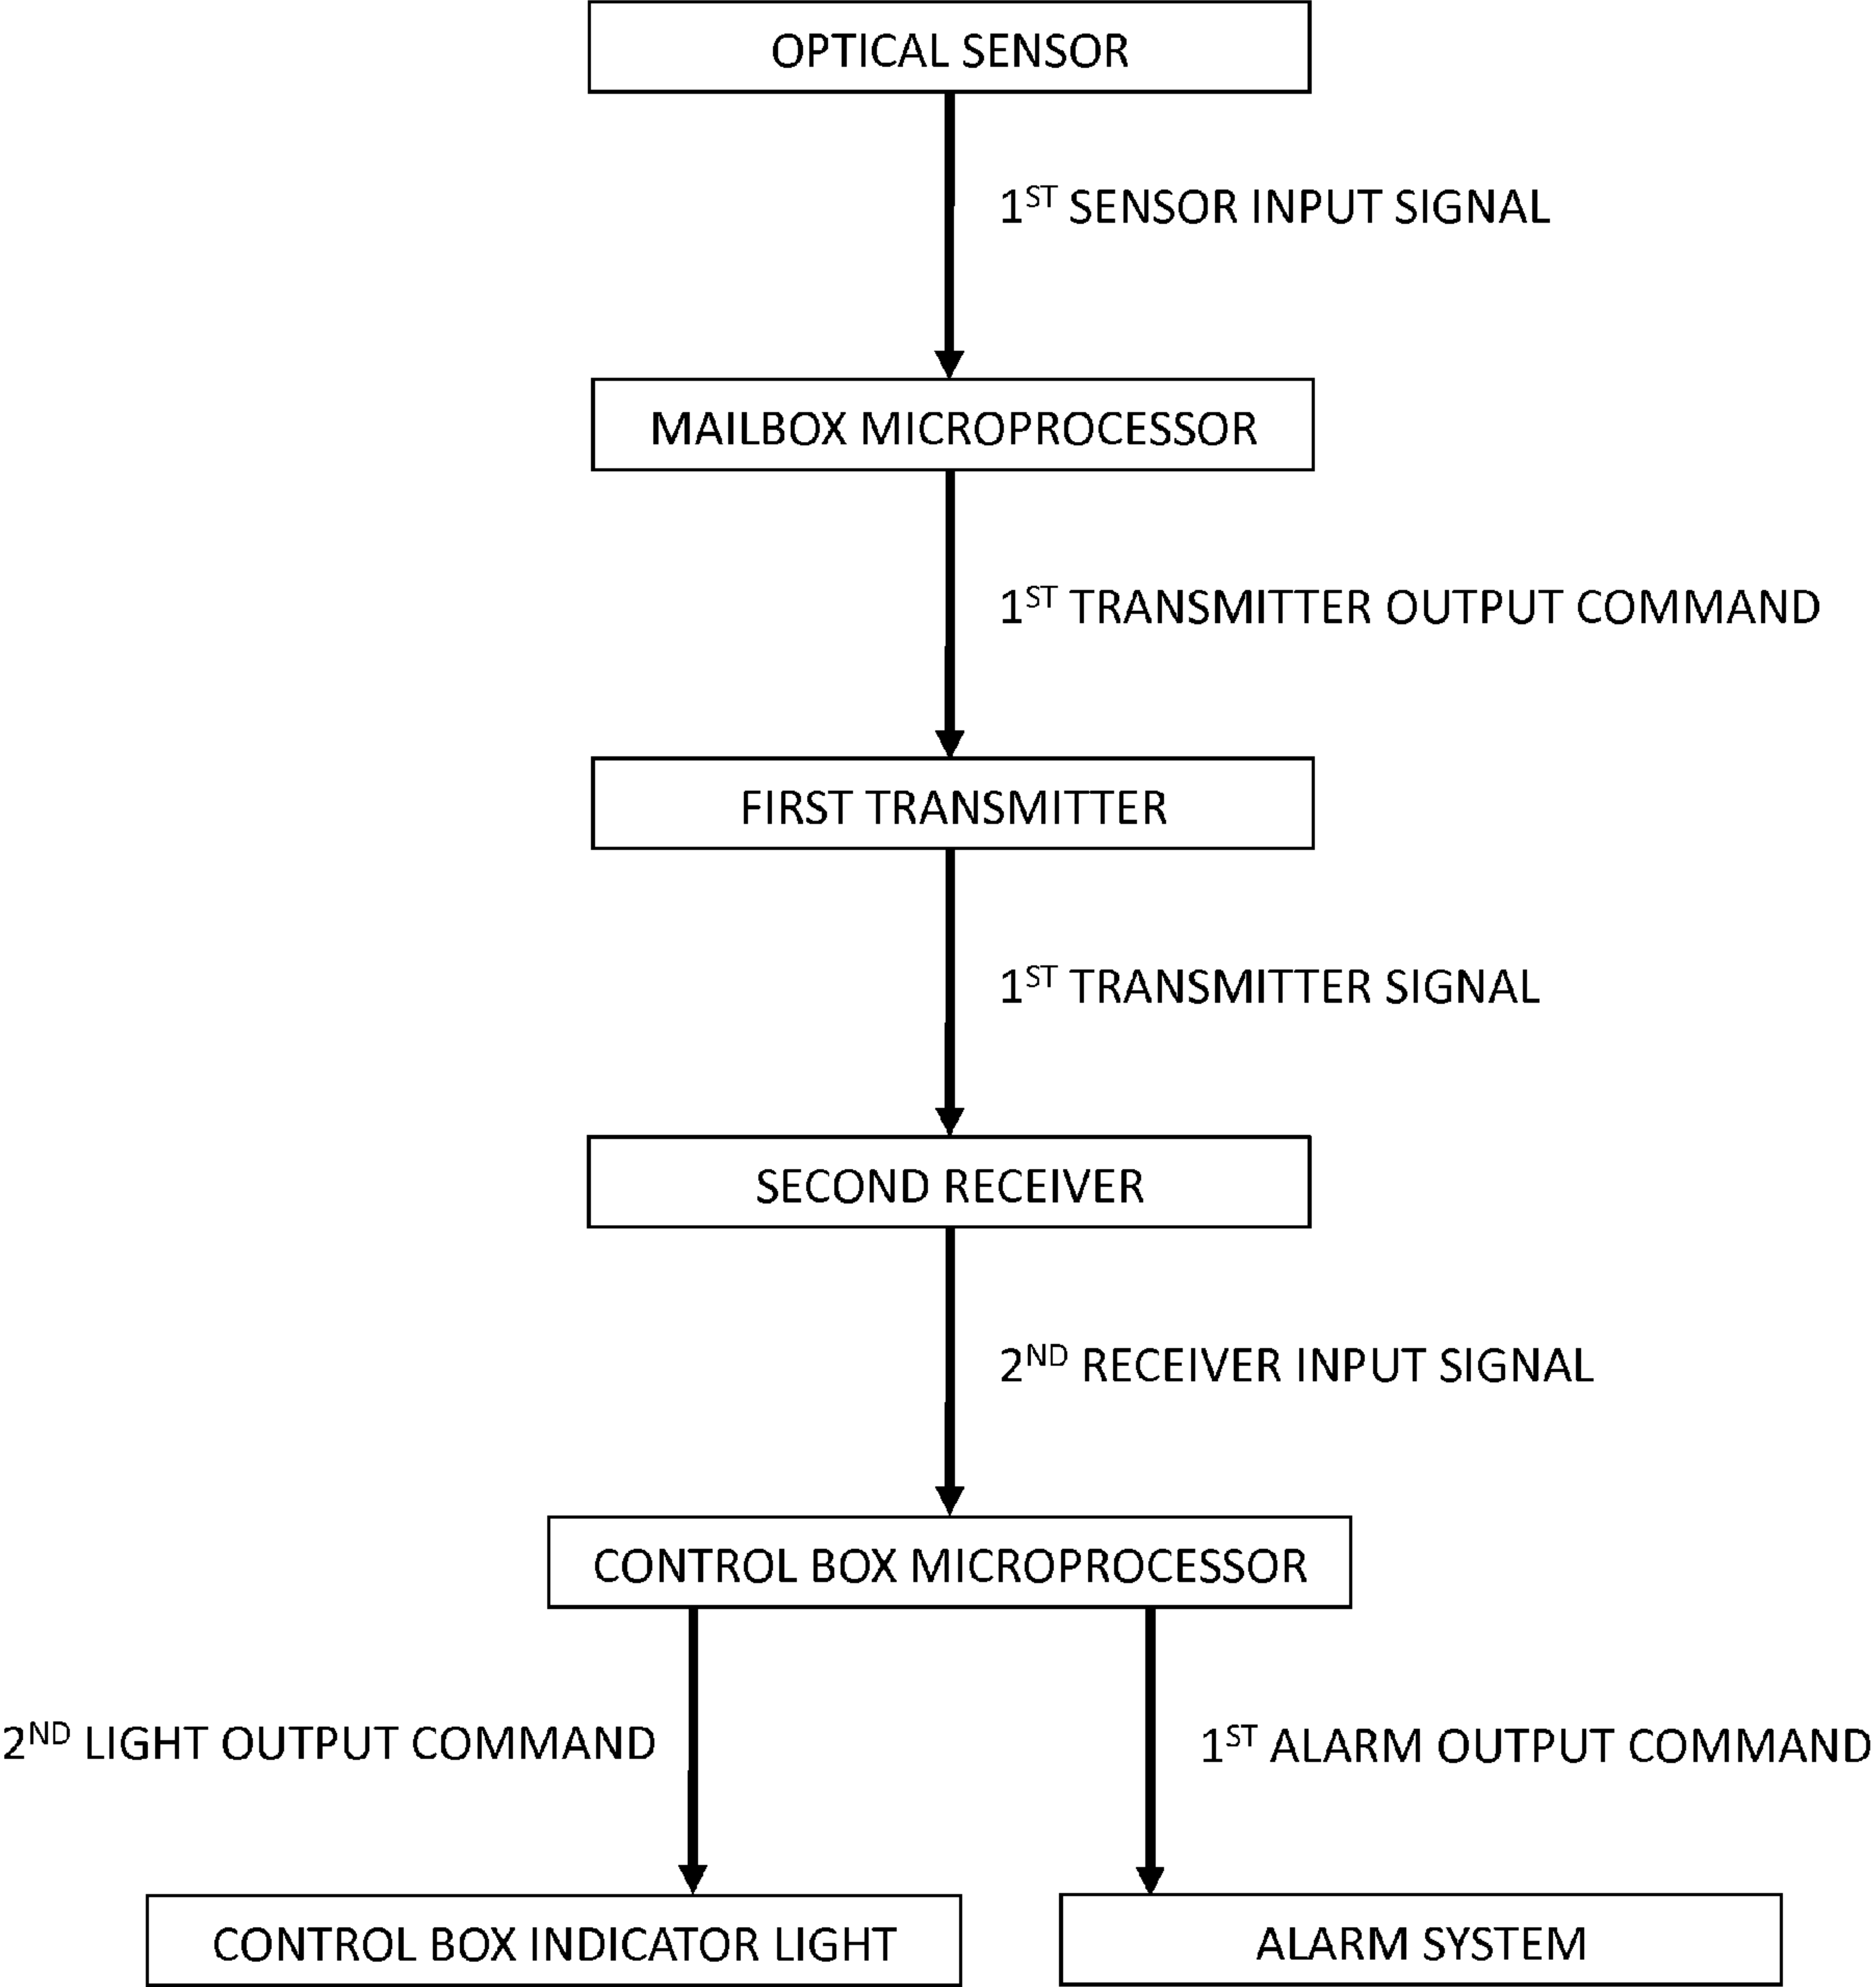 OPTICAL SENSOR
1ST SENSOR INPUT SIGNAL
MAILBOX MICROPROCESSOR
1ST TRANSMITTER OUTPUT COMMAND
FIRST TRANSMITTER
1ST TRANSMITTER SIGNAL
SECOND RECEIVER
2ND RECEIVER INPUT SIGNAL
CONTROL BOX MICROPROCESSOR
2ND LIGHT OUTPUT COMMAND
1ST ALARM OUTPUT COMMAND
CONTROL BOX INDICATOR LIGHT
ALARM SYSTEM